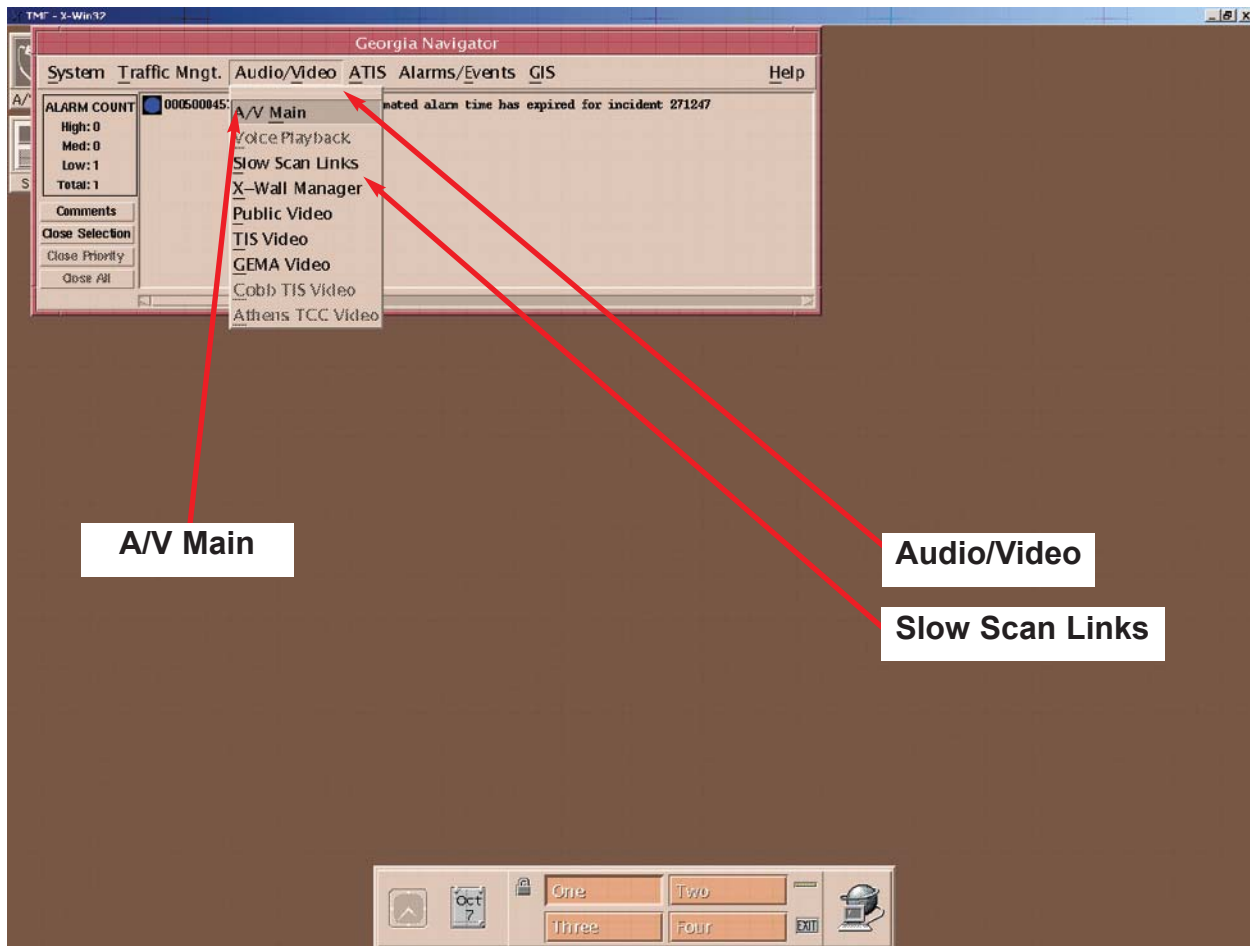 TMF - X-Win32
Georgia Navigator
System Traffic Mngt. Audio/Video ATIS Alarms/Events GIS Help
A/
ALARM COUNT
High: 0
Med: 0
Low: 1
Total: 1
S
Comments
Close Selection
Close Priority
Close All
000500045 mated alarm time has expired for incident 271247
A/V Main
Voice Playback
Slow Scan Links
X-Wall Manager
Public Video
TIS Video
GEMA Video
Cobb TIS Video
Athens TCC Video
A/V Main
Audio/Video
Slow Scan Links
Oct
7
One
Two
Three
Four
EXIT